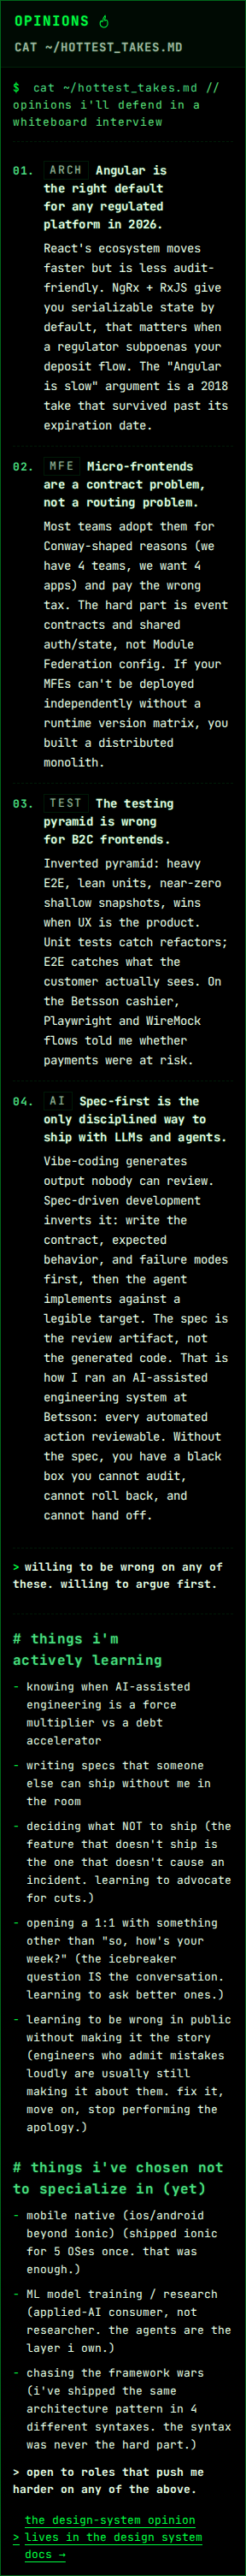 OPINIONS
CAT ~/HOTTEST_TAKES.MD
$ cat ~/hottest_takes.md //
opinions i'll defend in a
whiteboard interview
01. ARCH Angular is
the right default
for any regulated
platform in 2026.
React's ecosystem moves
faster but is less audit-
friendly. NgRx + RxJS give
you serializable state by
default, that matters when
a regulator subpoenas your
deposit flow. The "Angular
is slow" argument is a 2018
take that survived past its
expiration date.
02. MFE Micro-frontends
are a contract problem,
not a routing problem.
Most teams adopt them for
Conway-shaped reasons (we
have 4 teams, we want 4
apps) and pay the wrong
tax. The hard part is event
contracts and shared
auth/state, not Module
Federation config. If your
MFEs can't be deployed
independently without a
runtime version matrix, you
built a distributed
monolith.
03. TEST The testing
pyramid is wrong
for B2C frontends.
Inverted pyramid: heavy
E2E, lean units, near-zero
shallow snapshots, wins
when UX is the product.
Unit tests catch refactors;
E2E catches what the
customer actually sees. On
the Betsson cashier,
Playwright and WireMock
flows told me whether
payments were at risk.
04. AI Spec-first is the
only disciplined way to
ship with LLMs and agents.
Vibe-coding generates
output nobody can review.
Spec-driven development
inverts it: write the
contract, expected
behavior, and failure modes
first, then the agent
implements against a
legible target. The spec is
the review artifact, not
the generated code. That is
how I ran an AI-assisted
engineering system at
Betsson: every automated
action reviewable. Without
the spec, you have a black
box you cannot audit,
cannot roll back, and
cannot hand off.
> willing to be wrong on any of
these. willing to argue first.
# things i'm
actively learning
- knowing when AI-assisted
engineering is a force
multiplier vs a debt
accelerator
- writing specs that someone
else can ship without me in
the room
- deciding what NOT to ship (the
feature that doesn't ship is
the one that doesn't cause an
incident. learning to advocate
for cuts.)
- opening a 1:1 with something
other than "so, how's your
week?" (the icebreaker
question IS the conversation.
learning to ask better ones.)
- learning to be wrong in public
without making it the story
(engineers who admit mistakes
loudly are usually still
making it about them. fix it,
move on, stop performing the
apology.)
# things i've chosen not
to specialize in (yet)
- mobile native (ios/android
beyond ionic) (shipped ionic
for 5 OSes once. that was
enough.)
- ML model training / research
(applied-AI consumer, not
researcher. the agents are the
layer i own.)
- chasing the framework wars
(i've shipped the same
architecture pattern in 4
different syntaxes. the syntax
was never the hard part.)
> open to roles that push me
harder on any of the above.
the design-system opinion
> lives in the design system
docs →